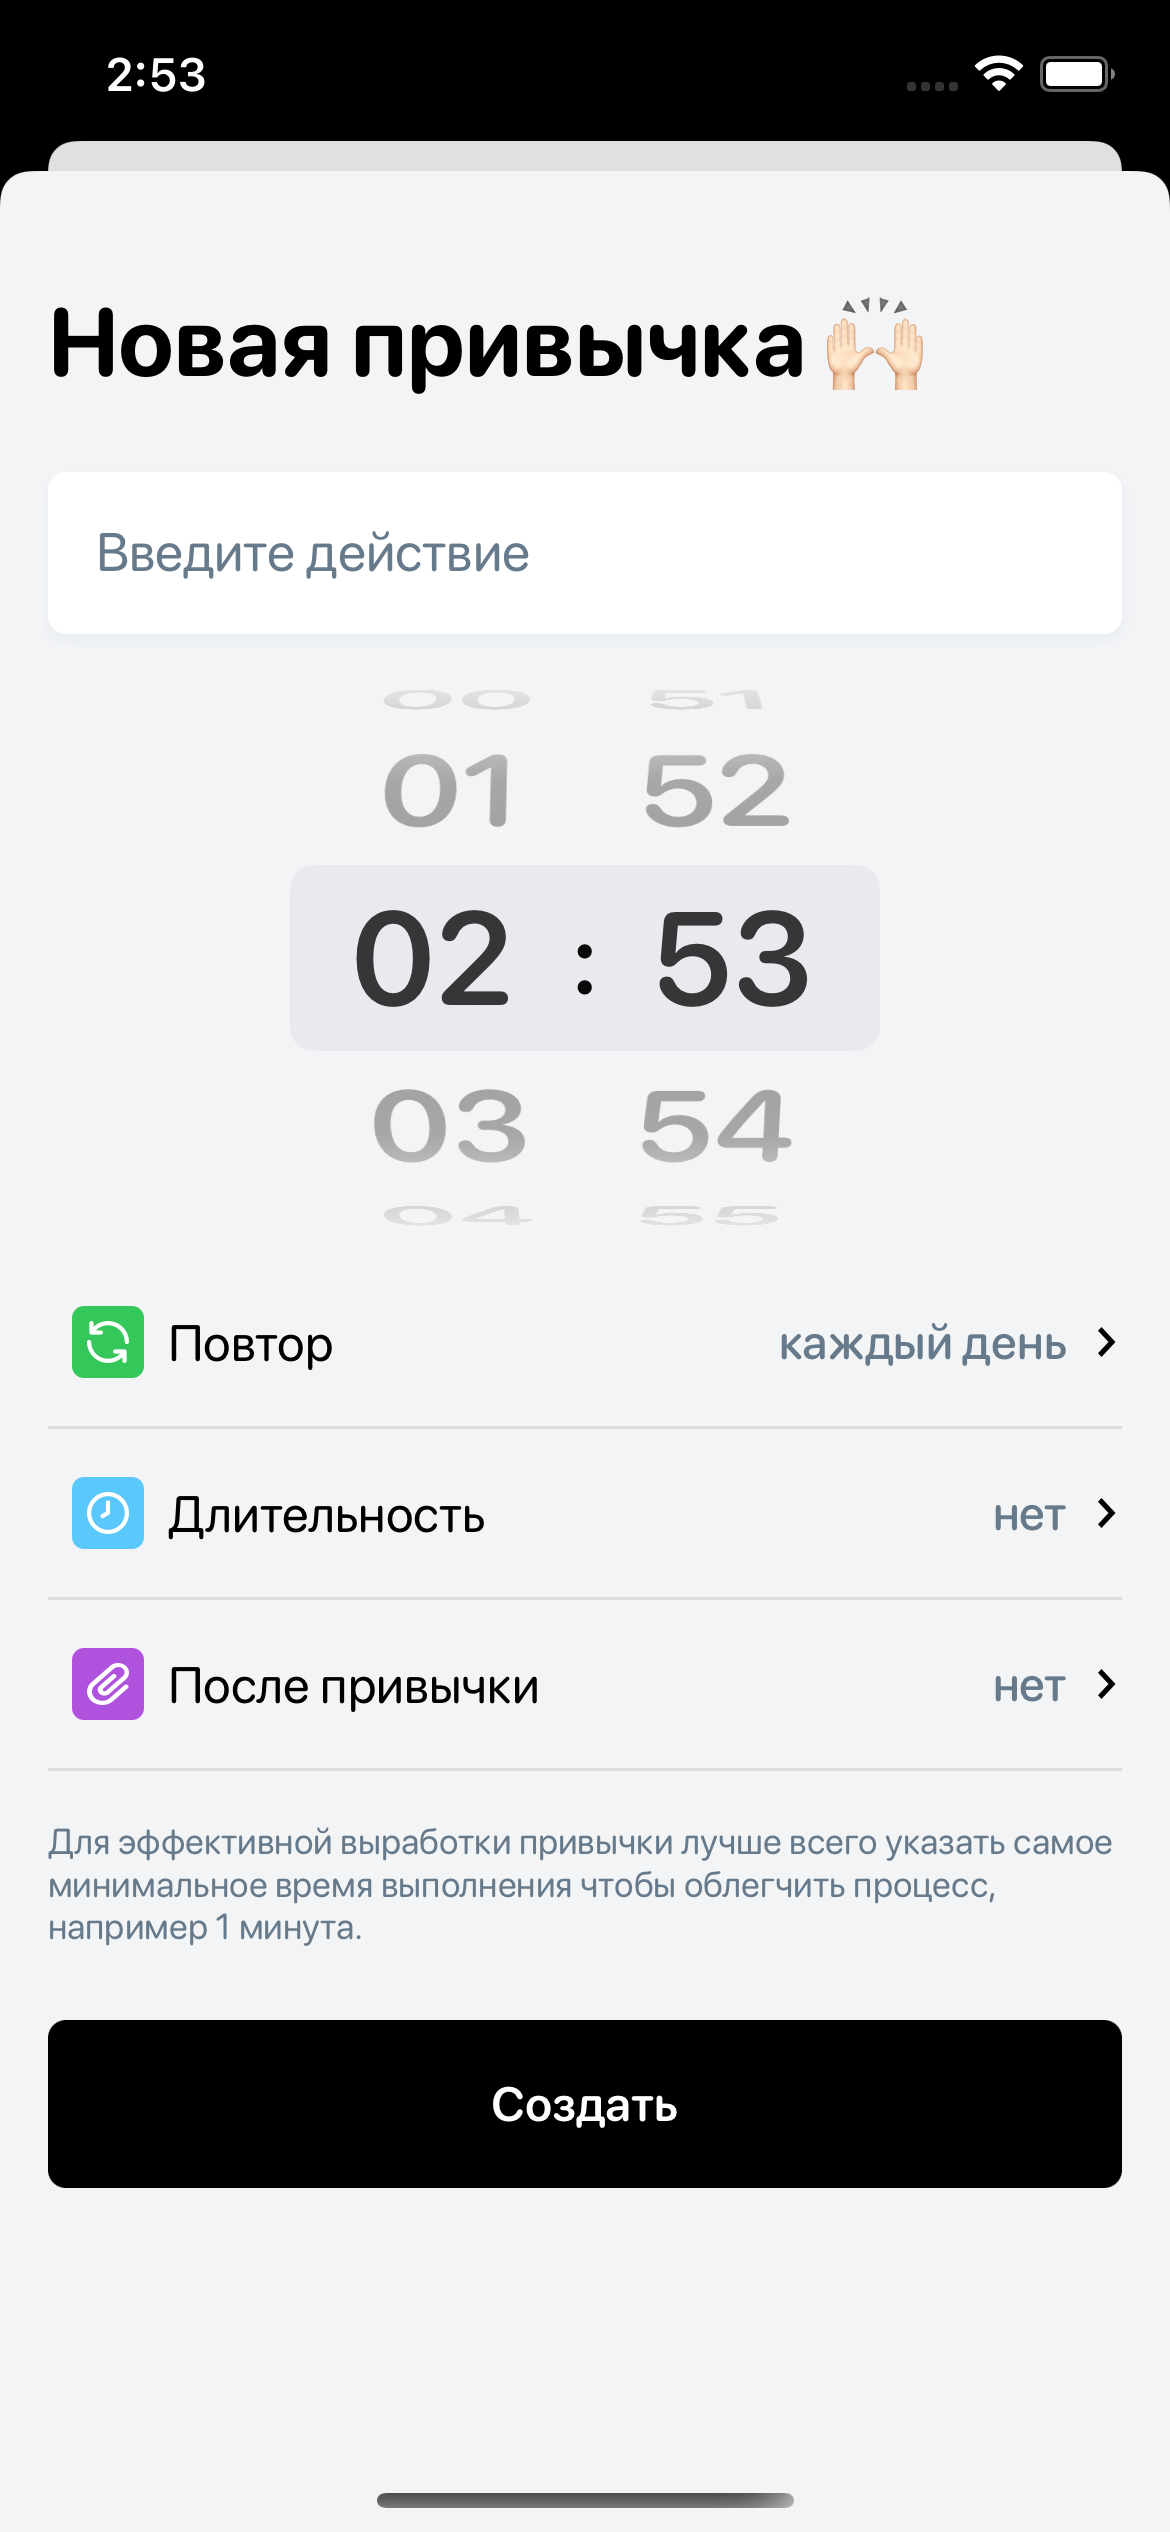 2:53
Новая привычка 🙌🏻
Введите действие
00 51
01 52
02 : 53
03 54
04 55
Повтор каждый день
Длительность нет
После привычки нет
Для эффективной выработки привычки лучше всего указать самое
минимальное время выполнения чтобы облегчить процесс,
например 1 минута.
Создать